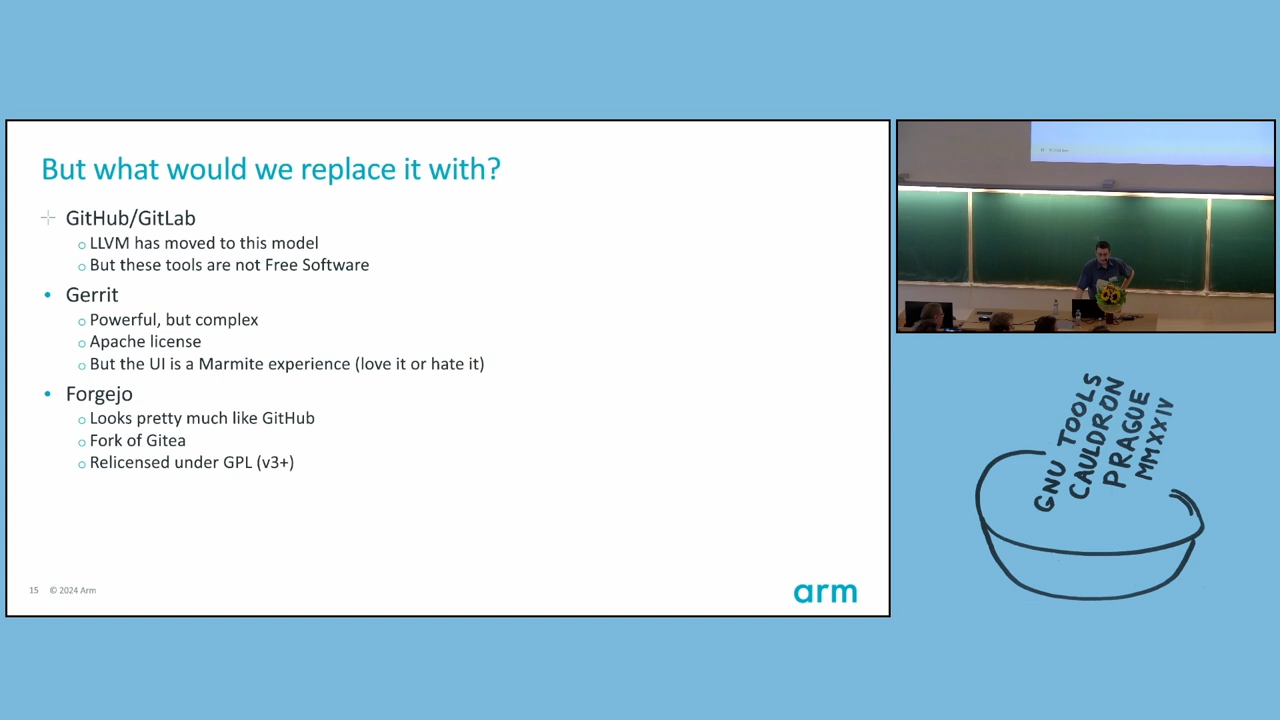 But what would we replace it with?
GitHub/GitLab
LLVM has moved to this model
But these tools are not Free Software
Gerrit
Powerful, but complex
Apache license
But the UI is a Marmite experience (love it or hate it)
Forgejo
Looks pretty much like GitHub
Fork of Gitea
Relicensed under GPL (v3+)
15 © 2024 Arm
arm
GNU TOOLS
CAULDRON
PRAGUE
MMXXIV